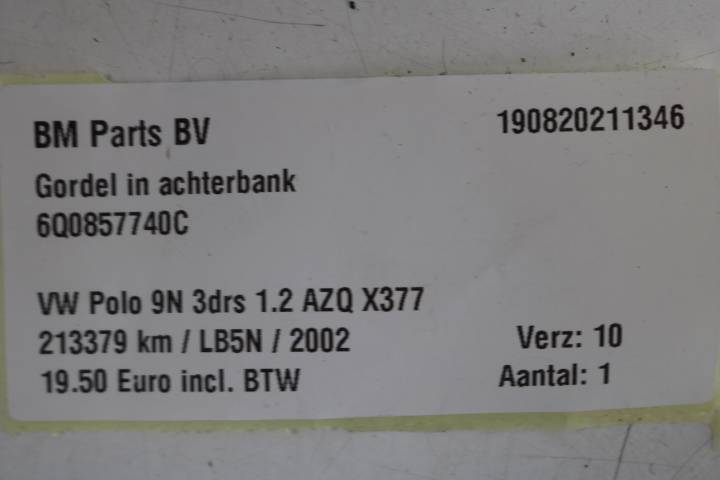 BM Parts BV 190820211346
Gordel in achterbank
6Q0857740C
VW Polo 9N 3drs 1.2 AZQ X377
213379 km / LB5N / 2002 Verz: 10
19.50 Euro incl. BTW Aantal: 1